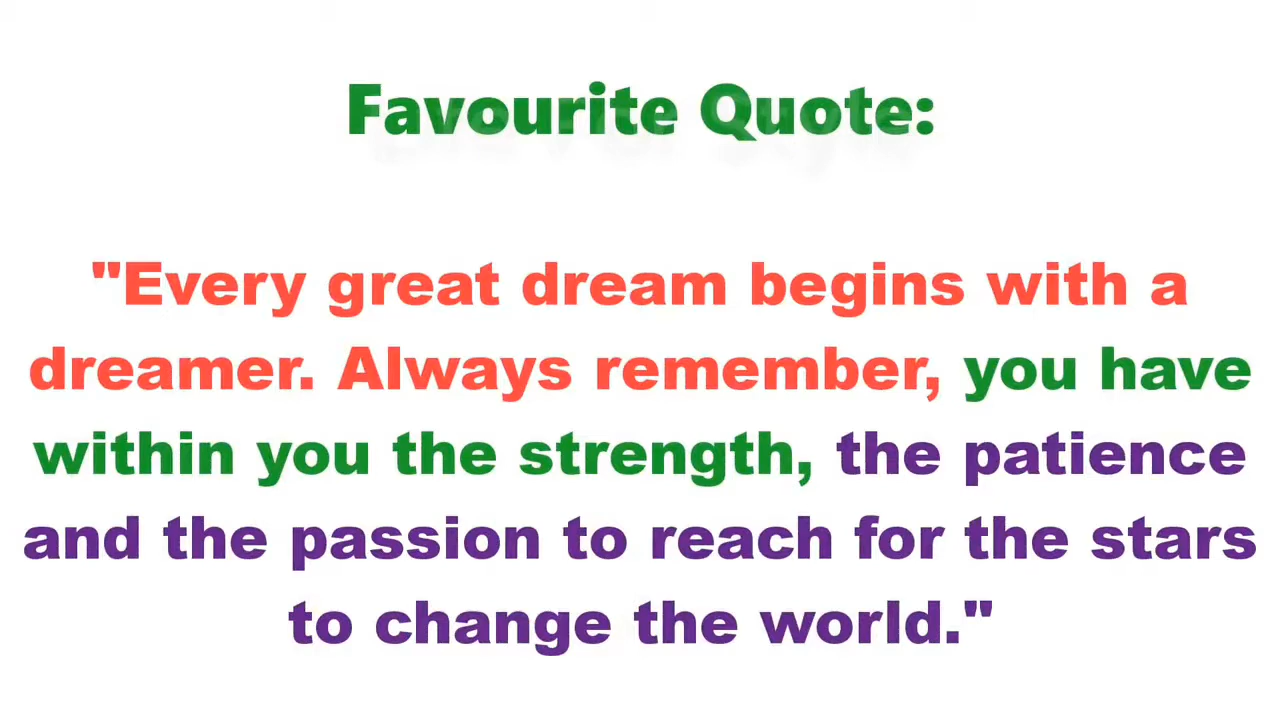 Favourite Quote:
"Every great dream begins with a
dreamer. Always remember, you have
within you the strength, the patience
and the passion to reach for the stars
to change the world."